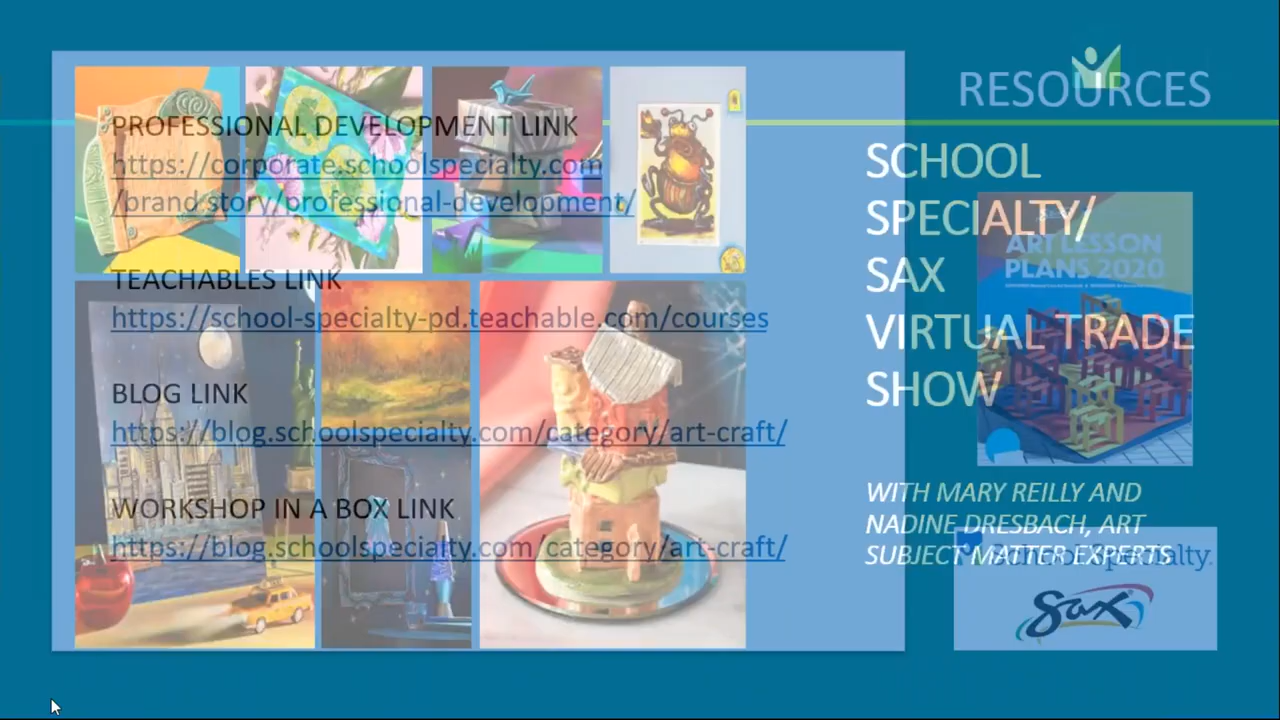 RESOURCES
PROFESSIONAL DEVELOPMENT LINK
https://corporate.schoolspecialty.com
/brand-story/professional-development/
TEACHABLES LINK
https://school-specialty-pd.teachable.com/courses
BLOG LINK
https://blog.schoolspecialty.com/category/art-craft/
WORKSHOP IN A BOX LINK
https://blog.schoolspecialty.com/category/art-craft/
SCHOOL
SPECIALTY/
SAX
VIRTUAL TRADE
SHOW
ART LESSON
PLANS 2020
WITH MARY REILLY AND
NADINE DRESBACH, ART
SUBJECT MATTER EXPERTS
School Specialty.
Sax